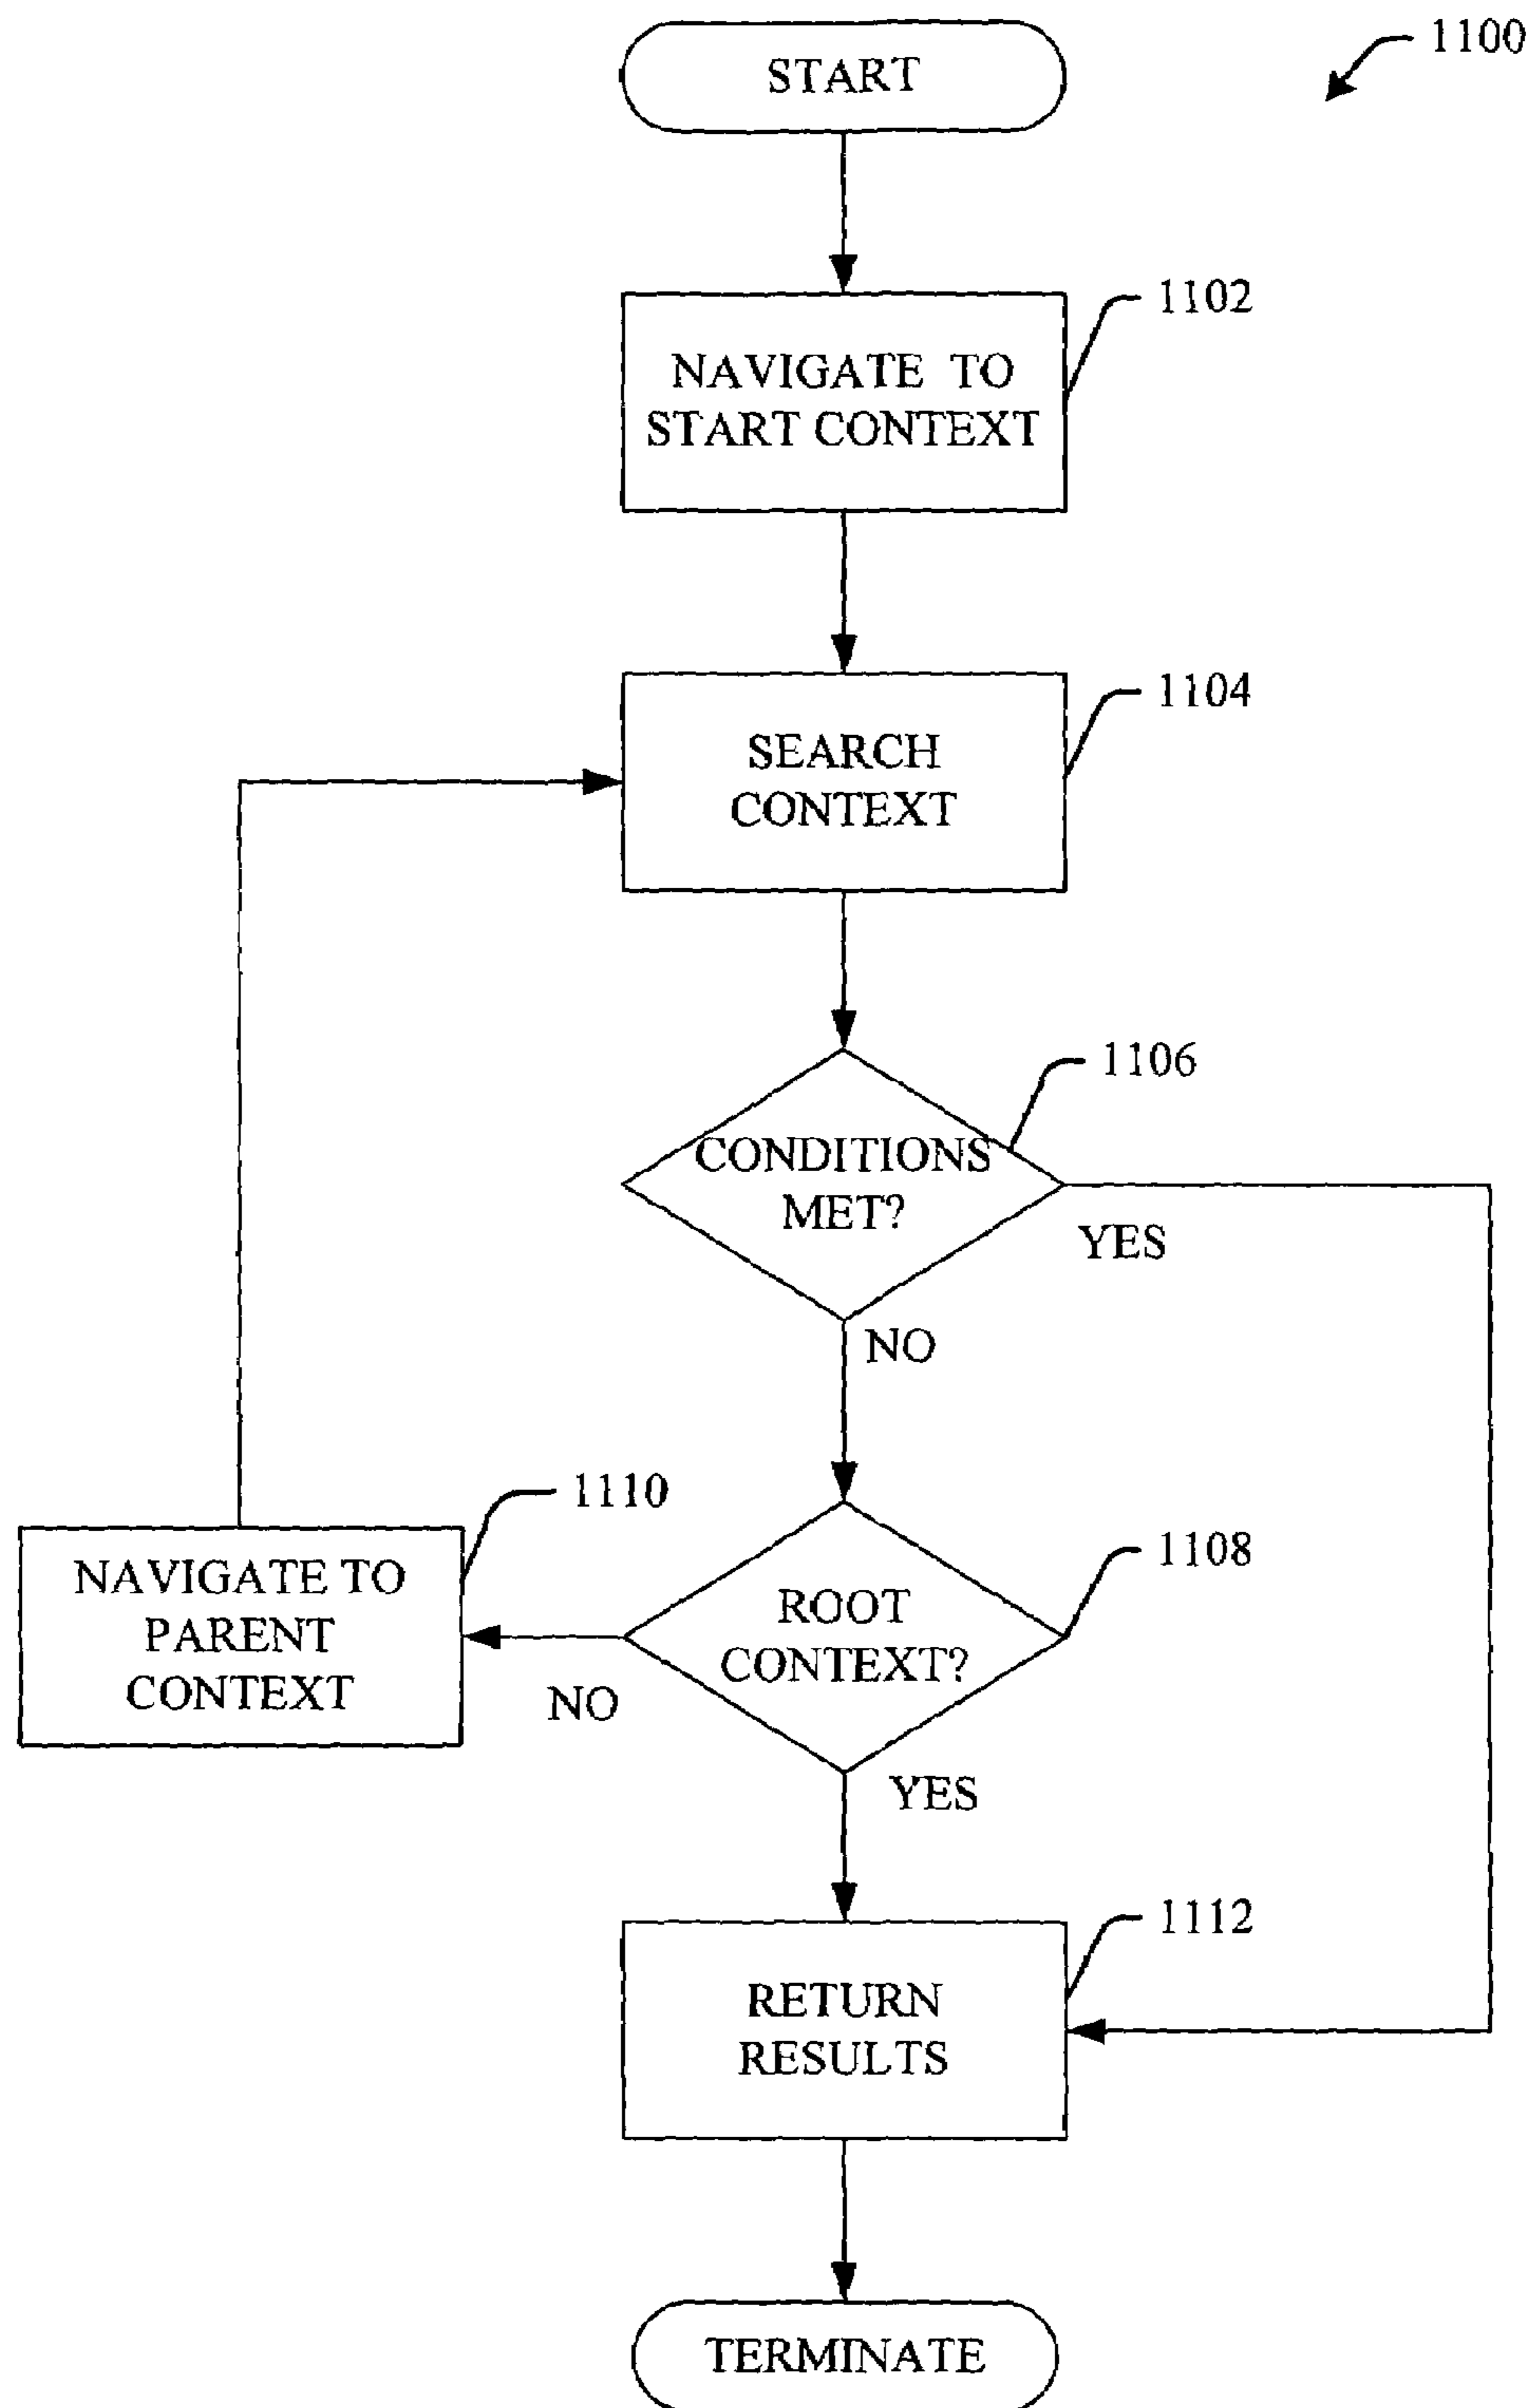 START
1100
1102
NAVIGATE TO
START CONTEXT
1104
SEARCH
CONTEXT
1106
CONDITIONS
MET?
YES
NO
1110
NAVIGATE TO
PARENT
CONTEXT
1108
ROOT
CONTEXT?
NO
YES
1112
RETURN
RESULTS
TERMINATE